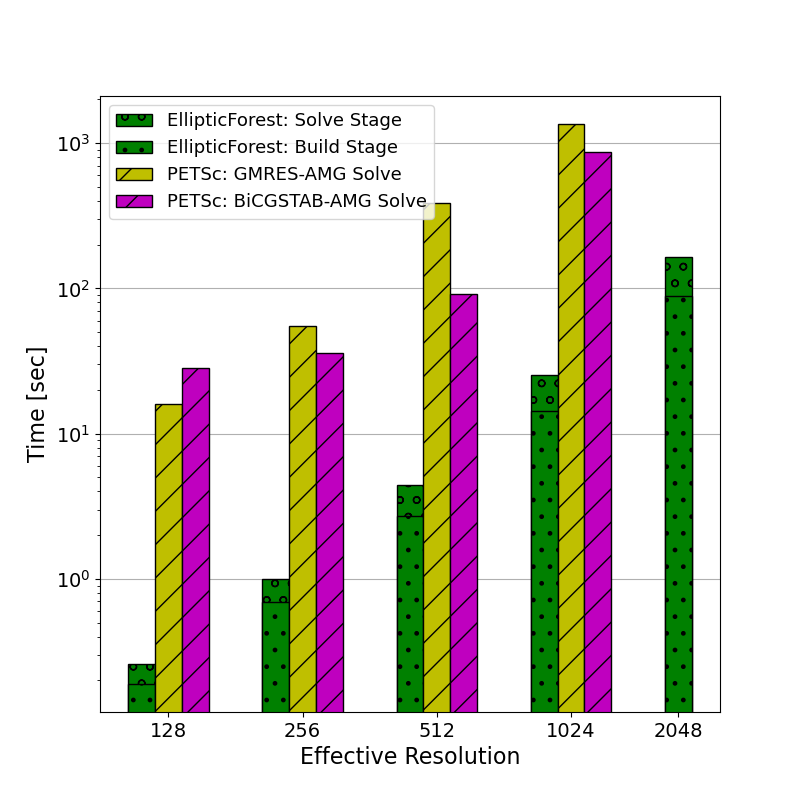 EllipticForest: Solve Stage
EllipticForest: Build Stage
PETSc: GMRES-AMG Solve
PETSc: BiCGSTAB-AMG Solve
10³
10²
10¹
10⁰
Time [sec]
128 256 512 1024 2048
Effective Resolution